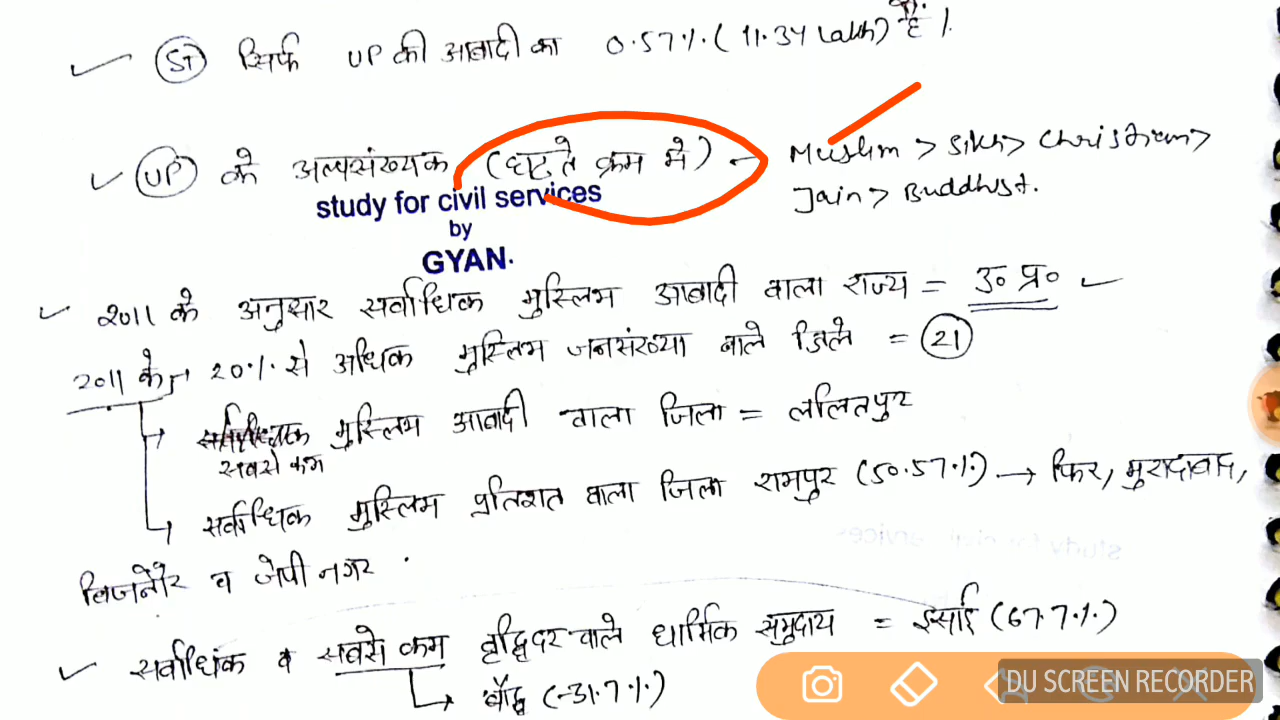 ST सिर्फ UP की आबादी का 0.57%(11.34 Lakh) है।
UP के अल्पसंख्यक (घटते क्रम में) - Muslim > Sikh > Christian >
Jain > Buddhist.
study for civil services
by
GYAN.
2011 के अनुसार सर्वाधिक मुस्लिम आबादी वाला राज्य = उ० प्र०
2011 के, 20% से अधिक मुस्लिम जनसंख्या वाले जिले = 21
मुस्लिम आबादी वाला जिला = ललितपुर
सबसे कम
सर्वाधिक मुस्लिम प्रतिशत वाला जिला रामपुर (50.57%) → फिर, मुरादाबाद,
बिजनौर व जेपी नगर.
सर्वाधिक व सबसे कम वृद्धिदर वाले धार्मिक समुदाय = ईसाई (67.7%)
बौद्ध (-31.7%)
DU SCREEN RECORDER